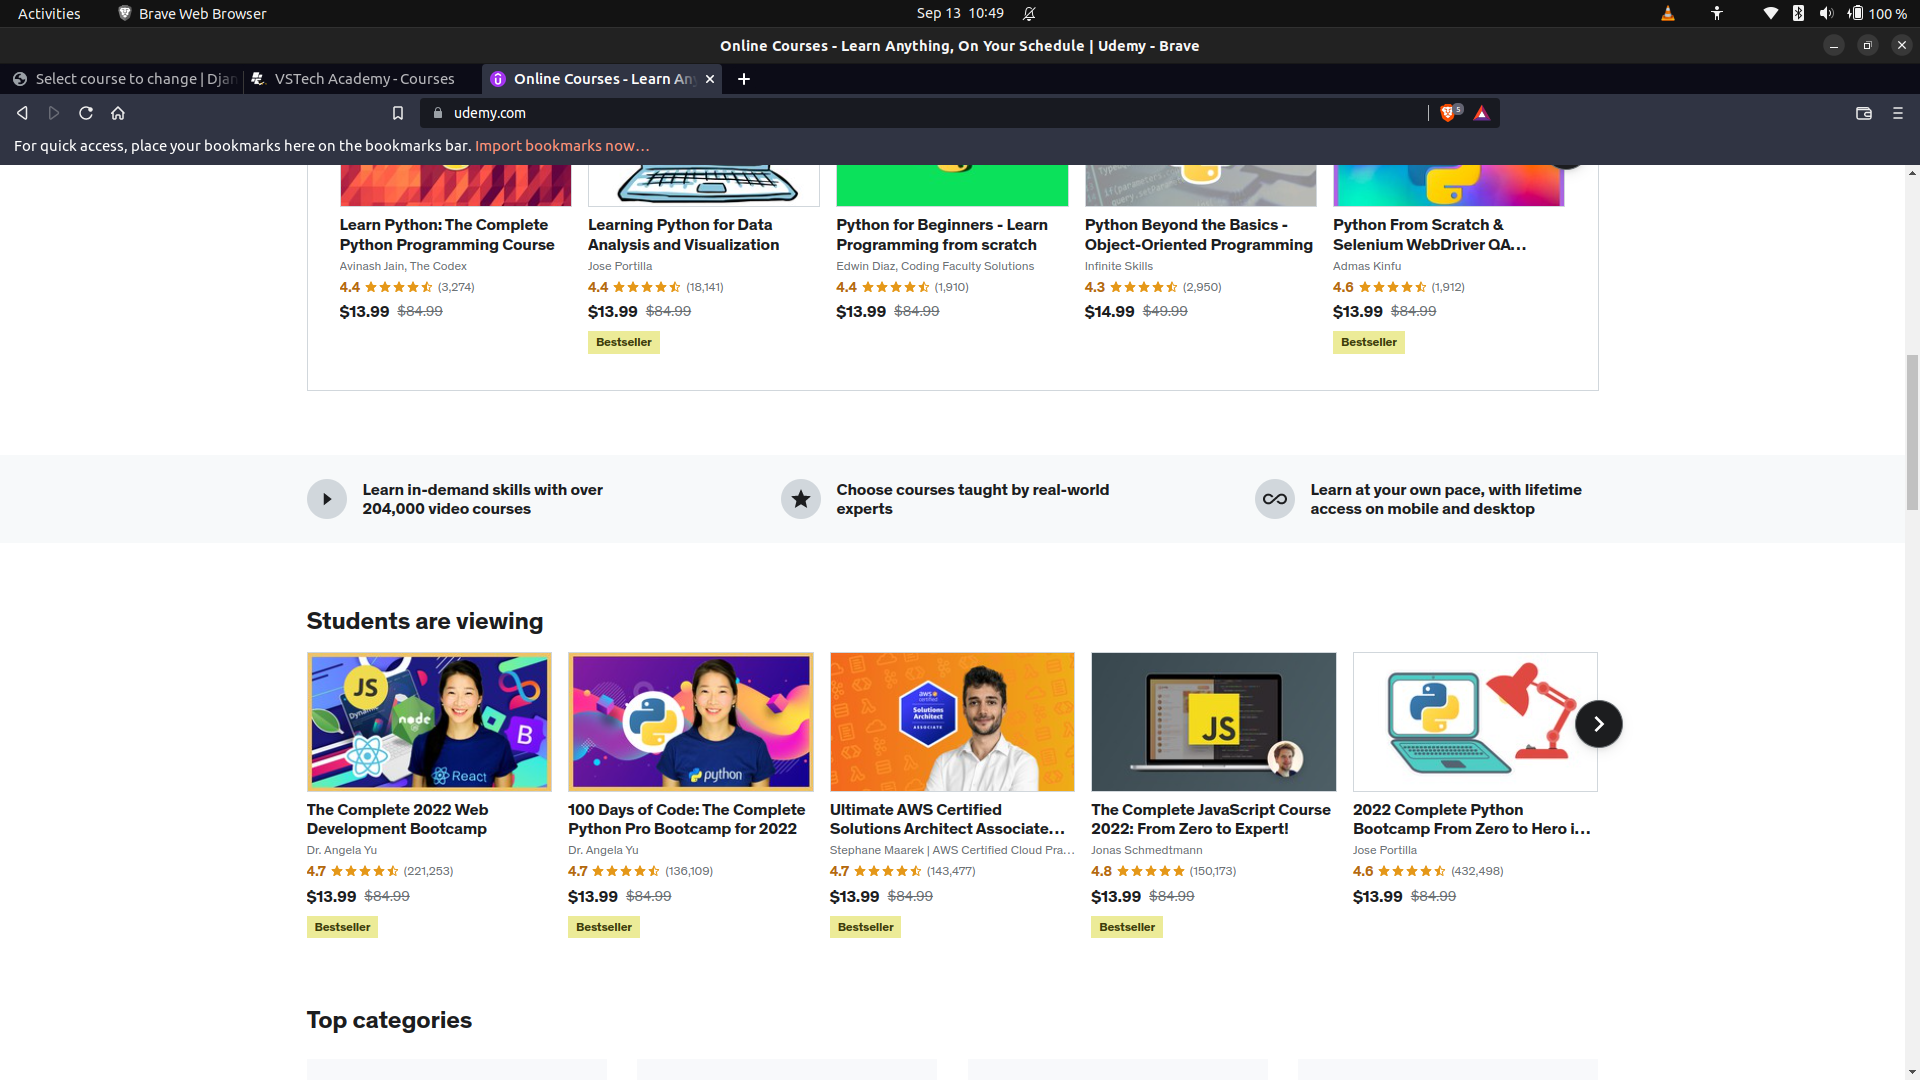 Activities
Brave Web Browser
Sep 13 10:49
100 %
Online Courses - Learn Anything, On Your Schedule | Udemy - Brave
Select course to change | Djan
VSTech Academy - Courses
Online Courses - Learn Any
udemy.com
5
For quick access, place your bookmarks here on the bookmarks bar. Import bookmarks now...
Learn Python: The Complete
Python Programming Course
Avinash Jain, The Codex
4.4 (3,274)
$13.99 $84.99
Learning Python for Data
Analysis and Visualization
Jose Portilla
4.4 (18,141)
$13.99 $84.99
Bestseller
Python for Beginners - Learn
Programming from scratch
Edwin Diaz, Coding Faculty Solutions
4.4 (1,910)
$13.99 $84.99
Python Beyond the Basics -
Object-Oriented Programming
Infinite Skills
4.3 (2,950)
$14.99 $49.99
Python From Scratch &
Selenium WebDriver QA...
Admas Kinfu
4.6 (1,912)
$13.99 $84.99
Bestseller
Learn in-demand skills with over
204,000 video courses
Choose courses taught by real-world
experts
Learn at your own pace, with lifetime
access on mobile and desktop
Students are viewing
JS
node
B
React
The Complete 2022 Web
Development Bootcamp
Dr. Angela Yu
4.7 (221,253)
$13.99 $84.99
Bestseller
python
100 Days of Code: The Complete
Python Pro Bootcamp for 2022
Dr. Angela Yu
4.7 (136,109)
$13.99 $84.99
Bestseller
aws
certified
Solutions
Architect
Associate
Ultimate AWS Certified
Solutions Architect Associate...
Stephane Maarek | AWS Certified Cloud Pra...
4.7 (143,477)
$13.99 $84.99
Bestseller
JS
The Complete JavaScript Course
2022: From Zero to Expert!
Jonas Schmedtmann
4.8 (150,173)
$13.99 $84.99
Bestseller
2022 Complete Python
Bootcamp From Zero to Hero i...
Jose Portilla
4.6 (432,498)
$13.99 $84.99
Top categories